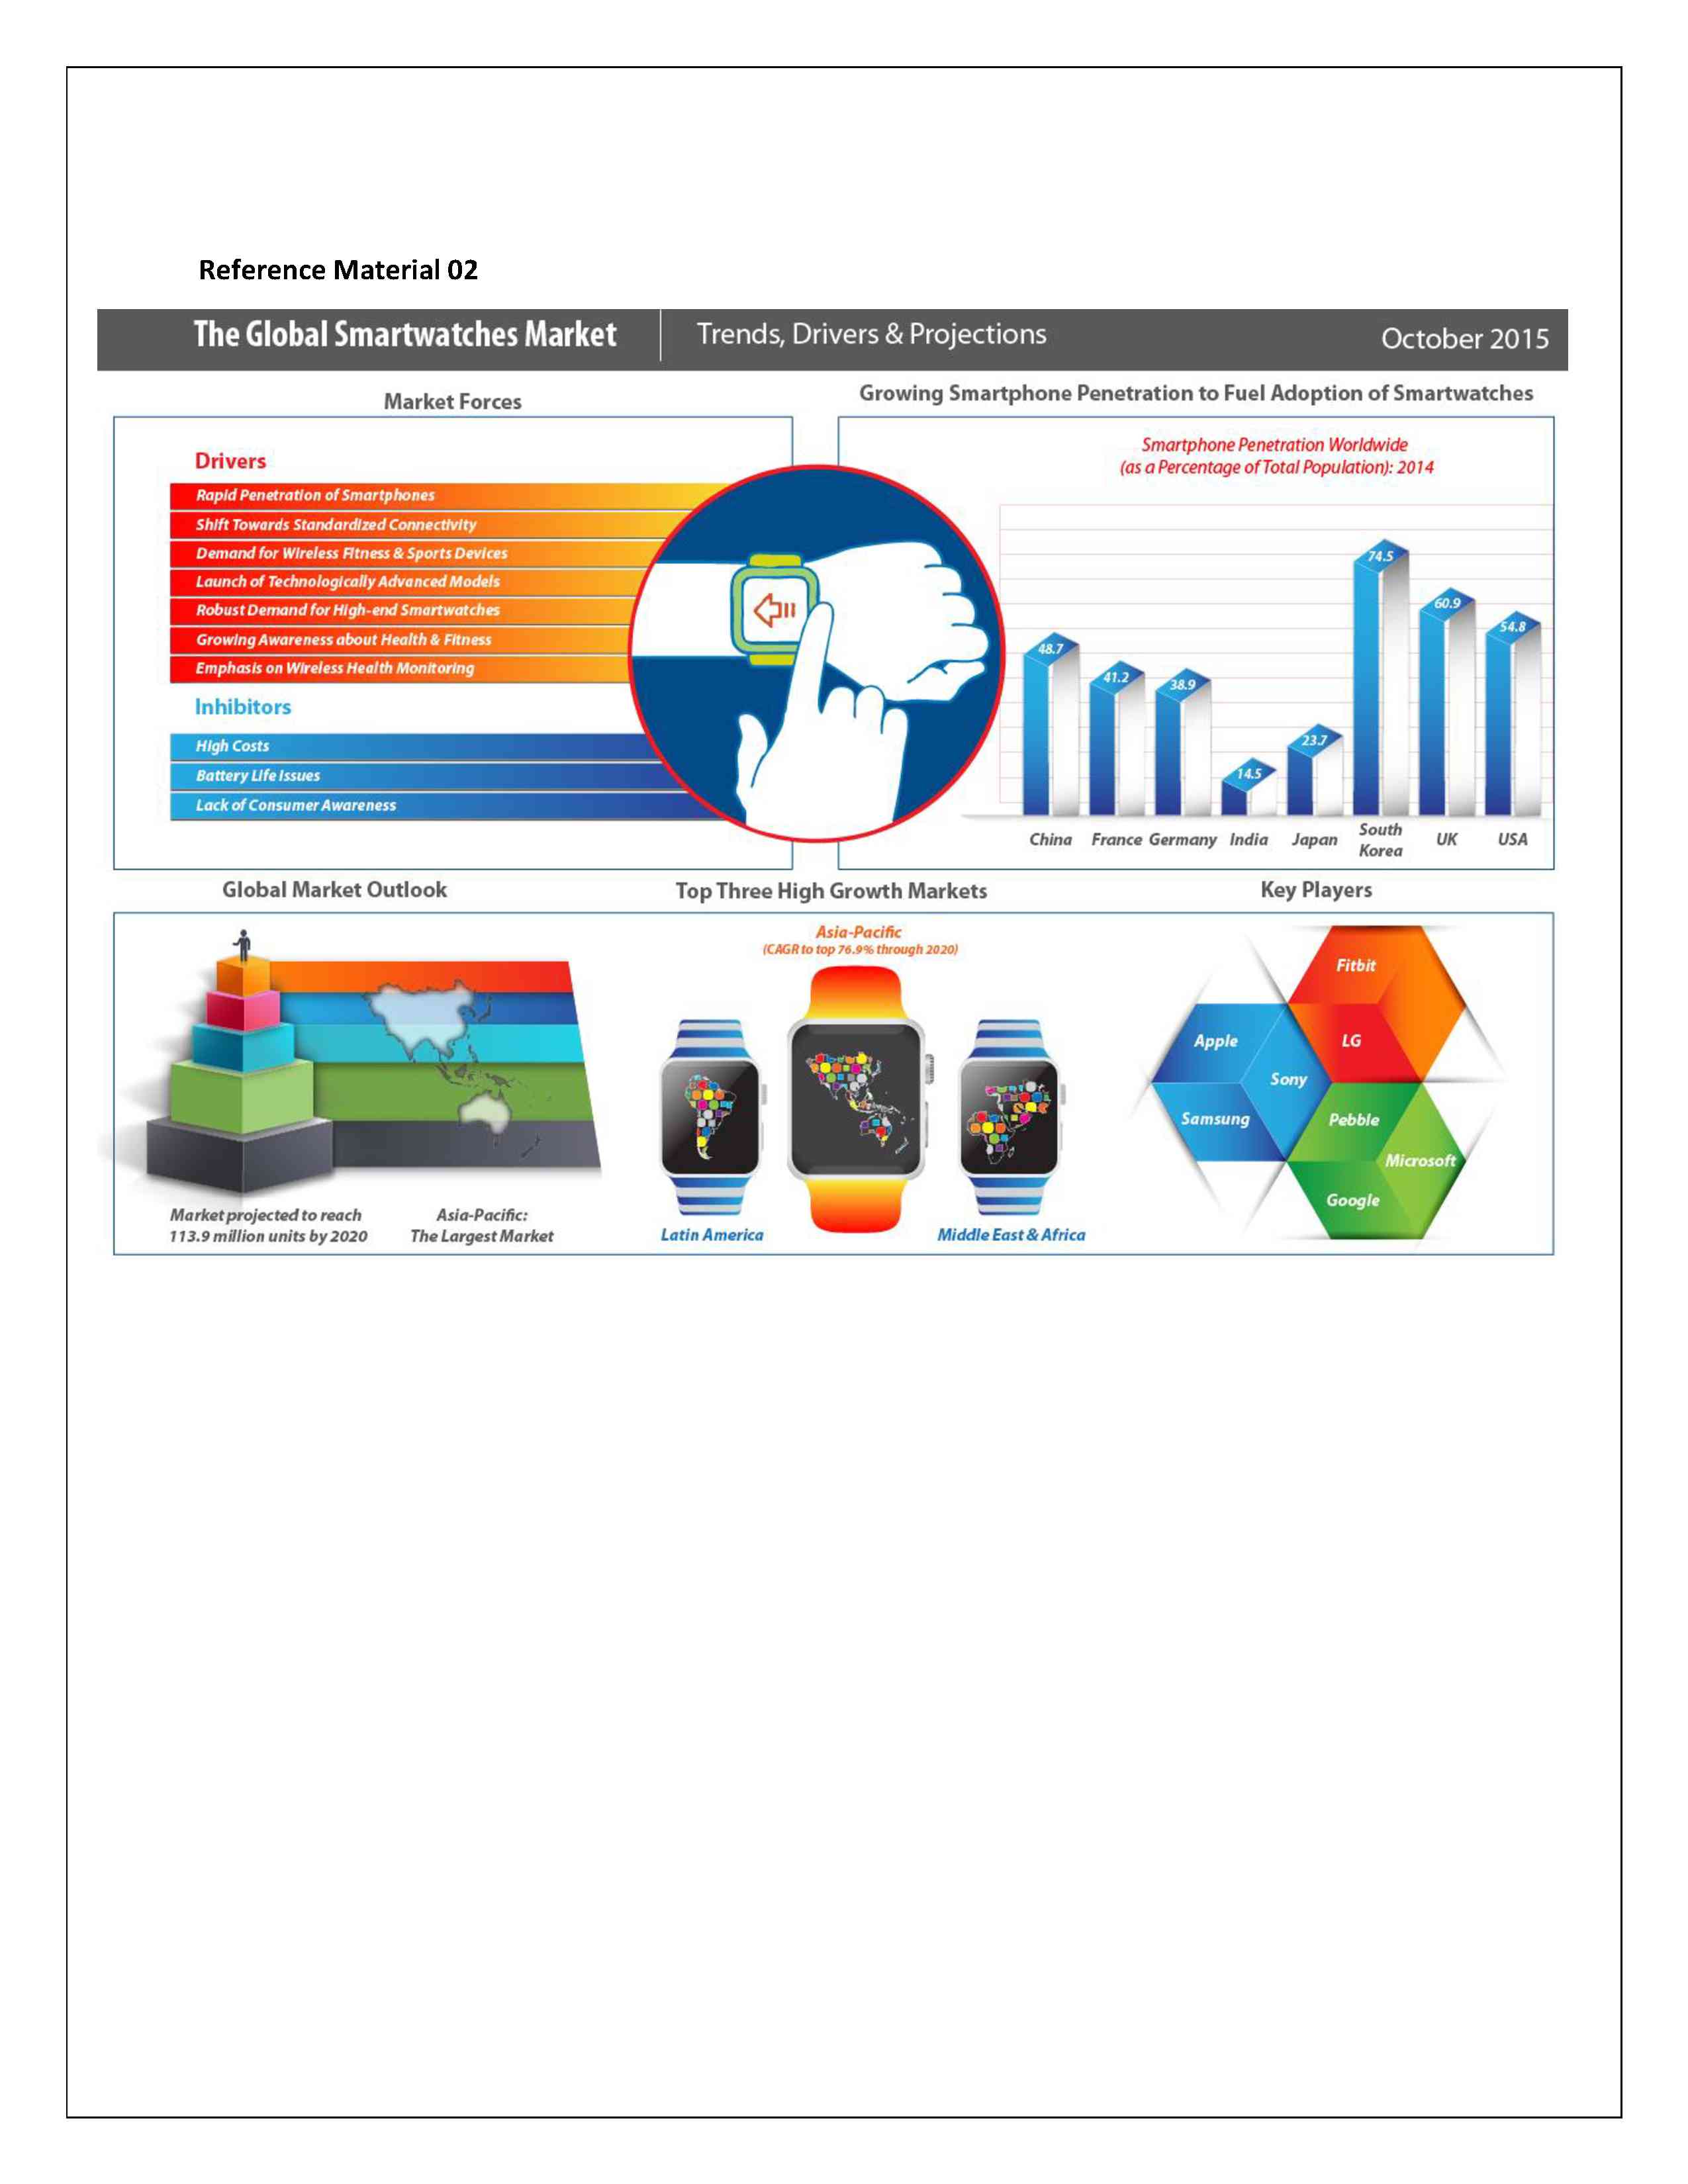 Reference Material 02
The Global Smartwatches Market
Trends, Drivers & Projections
October 2015
Market Forces
Drivers
Rapid Penetration of Smartphones
Shift Towards Standardized Connectivity
Demand for Wireless Fitness & Sports Devices
Launch of Technologically Advanced Models
Robust Demand for High-end Smartwatches
Growing Awareness about Health & Fitness
Emphasis on Wireless Health Monitoring
Inhibitors
High Costs
Battery Life Issues
Lack of Consumer Awareness
Growing Smartphone Penetration to Fuel Adoption of Smartwatches
Smartphone Penetration Worldwide
(as a Percentage of Total Population): 2014
48.7
41.2
38.9
14.5
23.7
74.5
60.9
54.8
China
France
Germany
India
Japan
South
Korea
UK
USA
Global Market Outlook
Market projected to reach
113.9 million units by 2020
Asia-Pacific:
The Largest Market
Top Three High Growth Markets
Asia-Pacific
(CAGR to top 76.9% through 2020)
Latin America
Middle East & Africa
Key Players
Fitbit
Apple
LG
Sony
Samsung
Pebble
Microsoft
Google